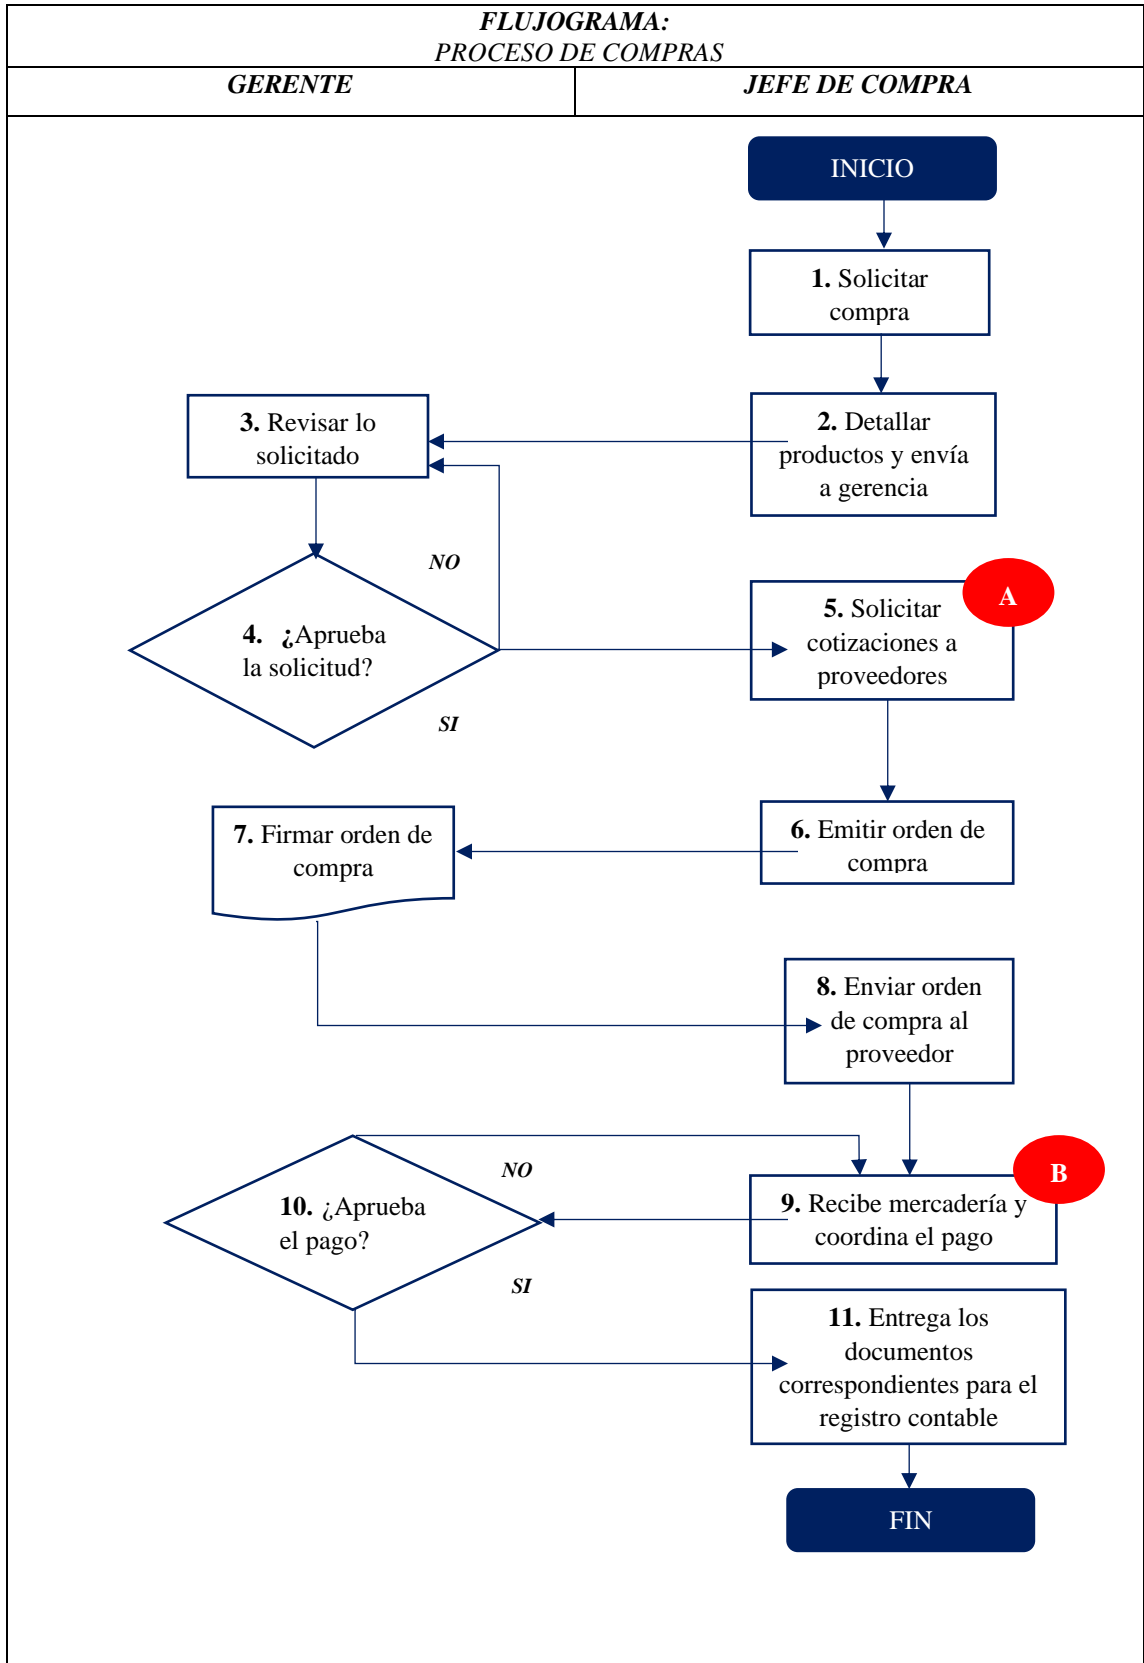 FLUJOGRAMA:
PROCESO DE COMPRAS
GERENTE
JEFE DE COMPRA
INICIO
1. Solicitar
compra
2. Detallar
productos y envía
a gerencia
3. Revisar lo
solicitado
NO
4. ¿Aprueba
la solicitud?
SI
A
5. Solicitar
cotizaciones a
proveedores
6. Emitir orden de
compra
7. Firmar orden de
compra
8. Enviar orden
de compra al
proveedor
B
9. Recibe mercadería y
coordina el pago
NO
10. ¿Aprueba
el pago?
SI
11. Entrega los
documentos
correspondientes para el
registro contable
FIN